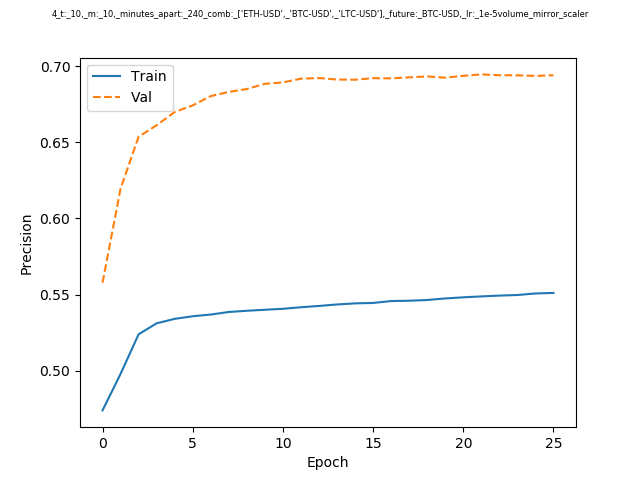 4_t:_10,_m:_10,_minutes_apart:_240_comb:_['ETH-USD',_'BTC-USD',_'LTC-USD'],_future:_BTC-USD,_lr:_1e-5volume_mirror_scaler
Train
Val
0.70
0.65
0.60
0.55
0.50
Precision
0
5
10
15
20
25
Epoch